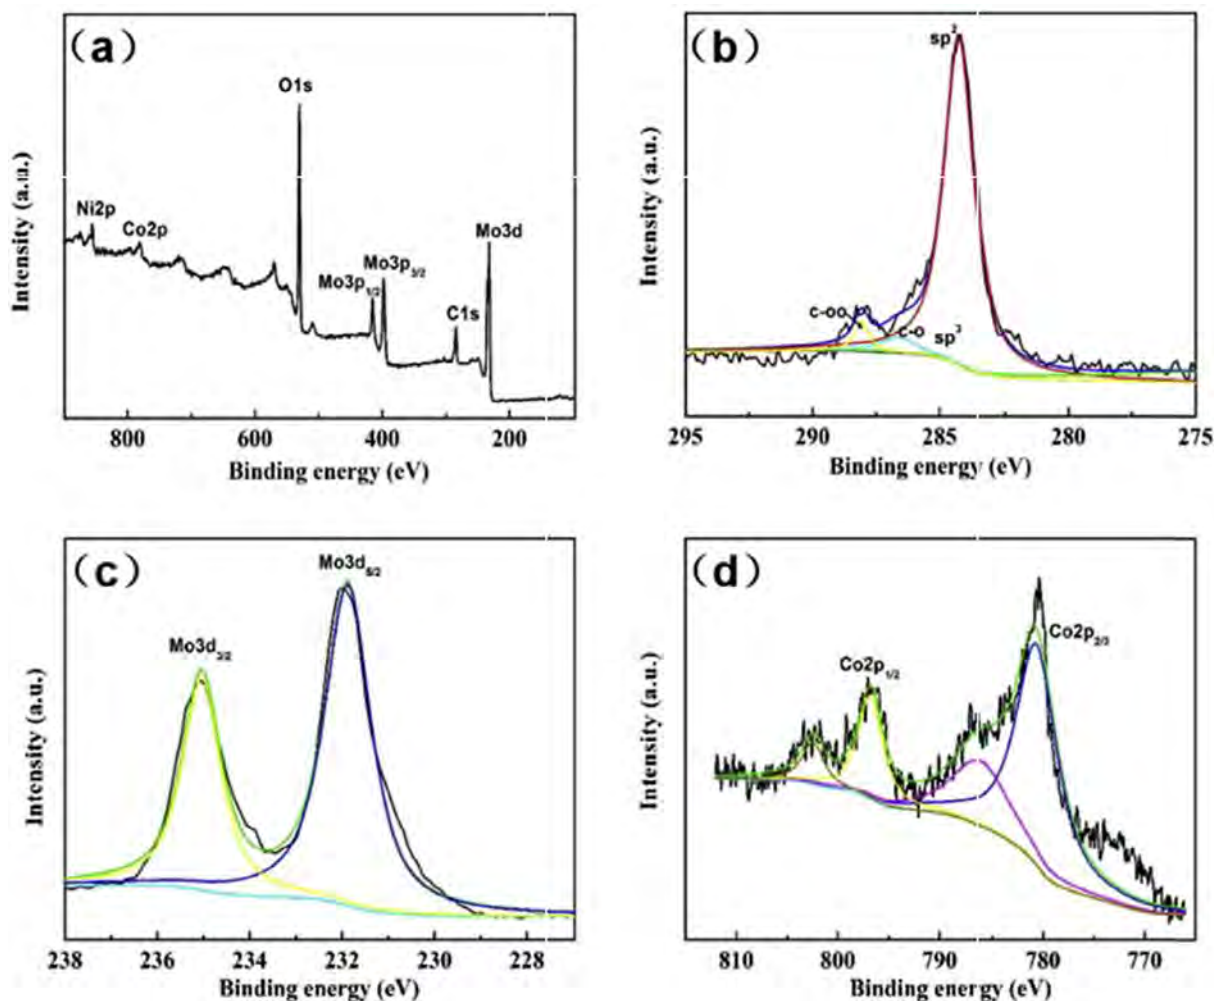 (a)
O1s
Ni2p
Co2p
Mo3p1/2
Mo3p3/2
C1s
Mo3d
Intensity (a.u.)
800 600 400 200
Binding energy (eV)
(b)
sp2
C-OO
C-O
sp3
Intensity (a.u.)
295 290 285 280 275
Binding energy (eV)
(c)
Mo3d5/2
Mo3d3/2
Intensity (a.u.)
238 236 234 232 230 228
Binding energy (eV)
(d)
Co2p2/3
Co2p1/2
Intensity (a.u.)
810 800 790 780 770
Binding energy (eV)